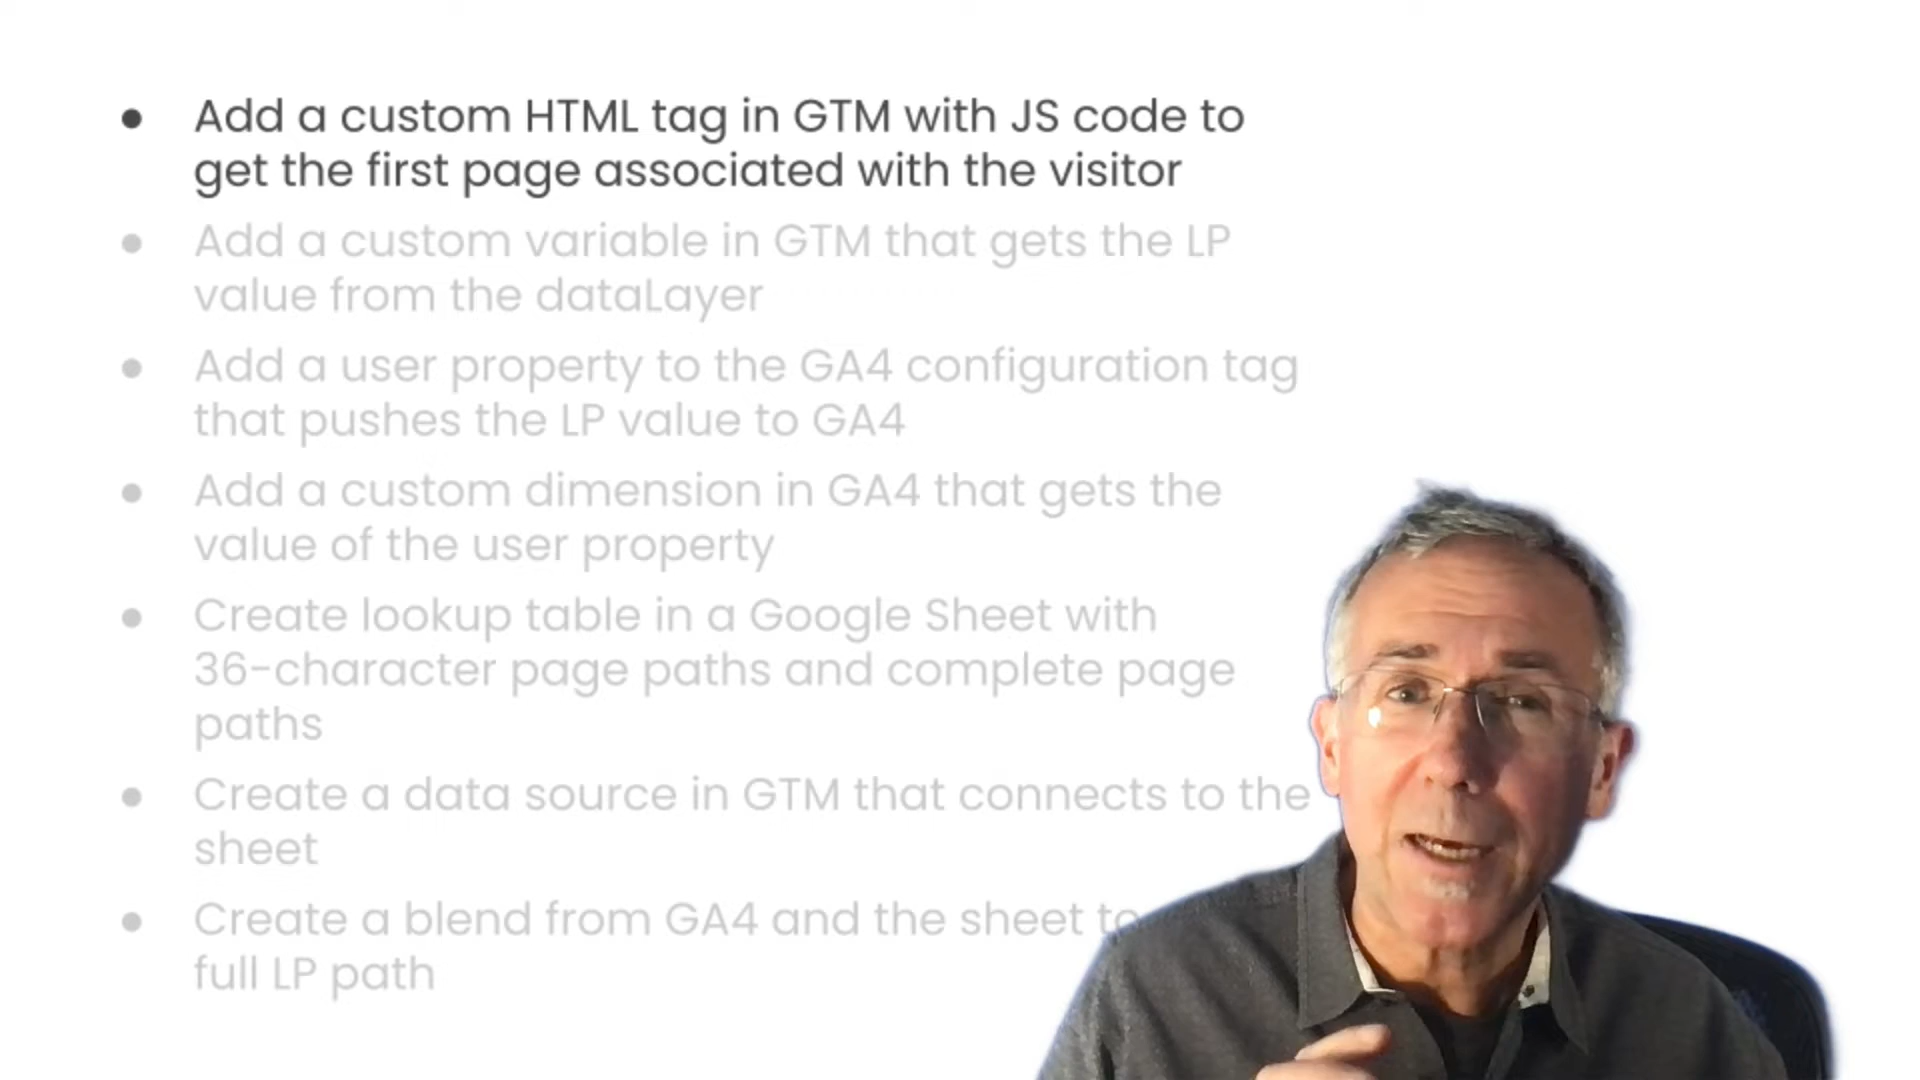 ● Add a custom HTML tag in GTM with JS code to
get the first page associated with the visitor
● Add a custom variable in GTM that gets the LP
value from the dataLayer
● Add a user property to the GA4 configuration tag
that pushes the LP value to GA4
● Add a custom dimension in GA4 that gets the
value of the user property
● Create lookup table in a Google Sheet with
36-character page paths and complete page
paths
● Create a data source in GTM that connects to the
sheet
● Create a blend from GA4 and the sheet to
full LP path